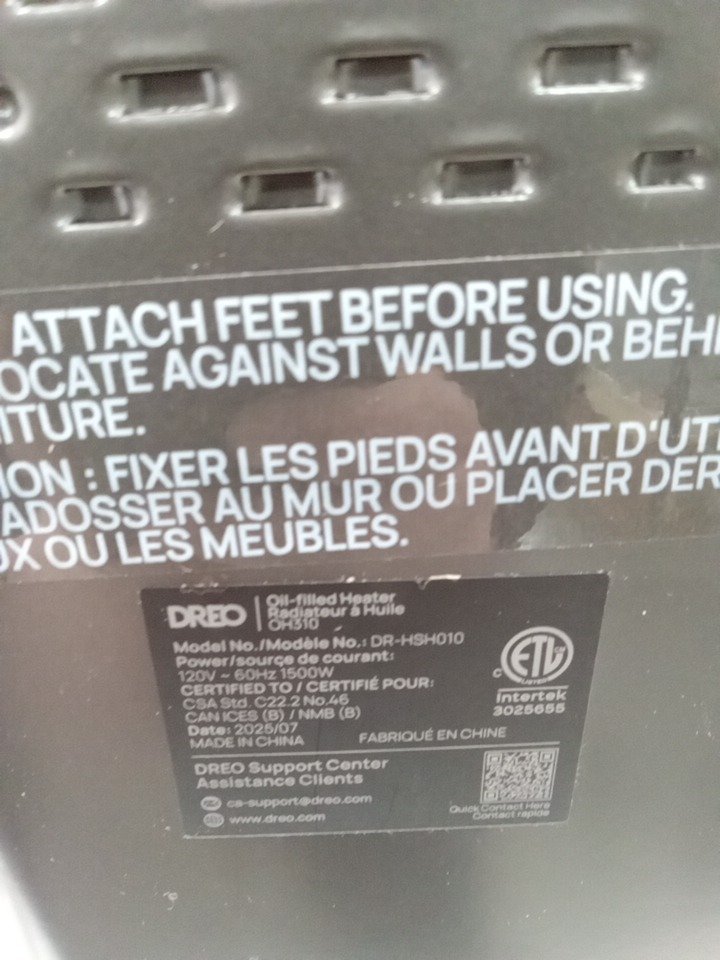 ATTACH FEET BEFORE USING.
OCATE AGAINST WALLS OR BEHI
ITURE.
ION : FIXER LES PIEDS AVANT D'UT
ADOSSER AU MUR OU PLACER DER
UX OU LES MEUBLES.
DREO
Oil-filled Heater
Radiateur à Huile
OH310
Model No./Modèle No.: DR-HSH010
Power/source de courant:
120V ~ 60Hz 1500W
CERTIFIED TO / CERTIFIÉ POUR:
CSA Std. C22.2 No.46
CAN ICES (B) / NMB (B)
Date: 2025/07
MADE IN CHINA FABRIQUÉ EN CHINE
C ETL CM
LISTED
Intertek
3025655
DREO Support Center
Assistance Clients
ca-support@dreo.com
www.dreo.com
Quick Contact Here
Contact rapide